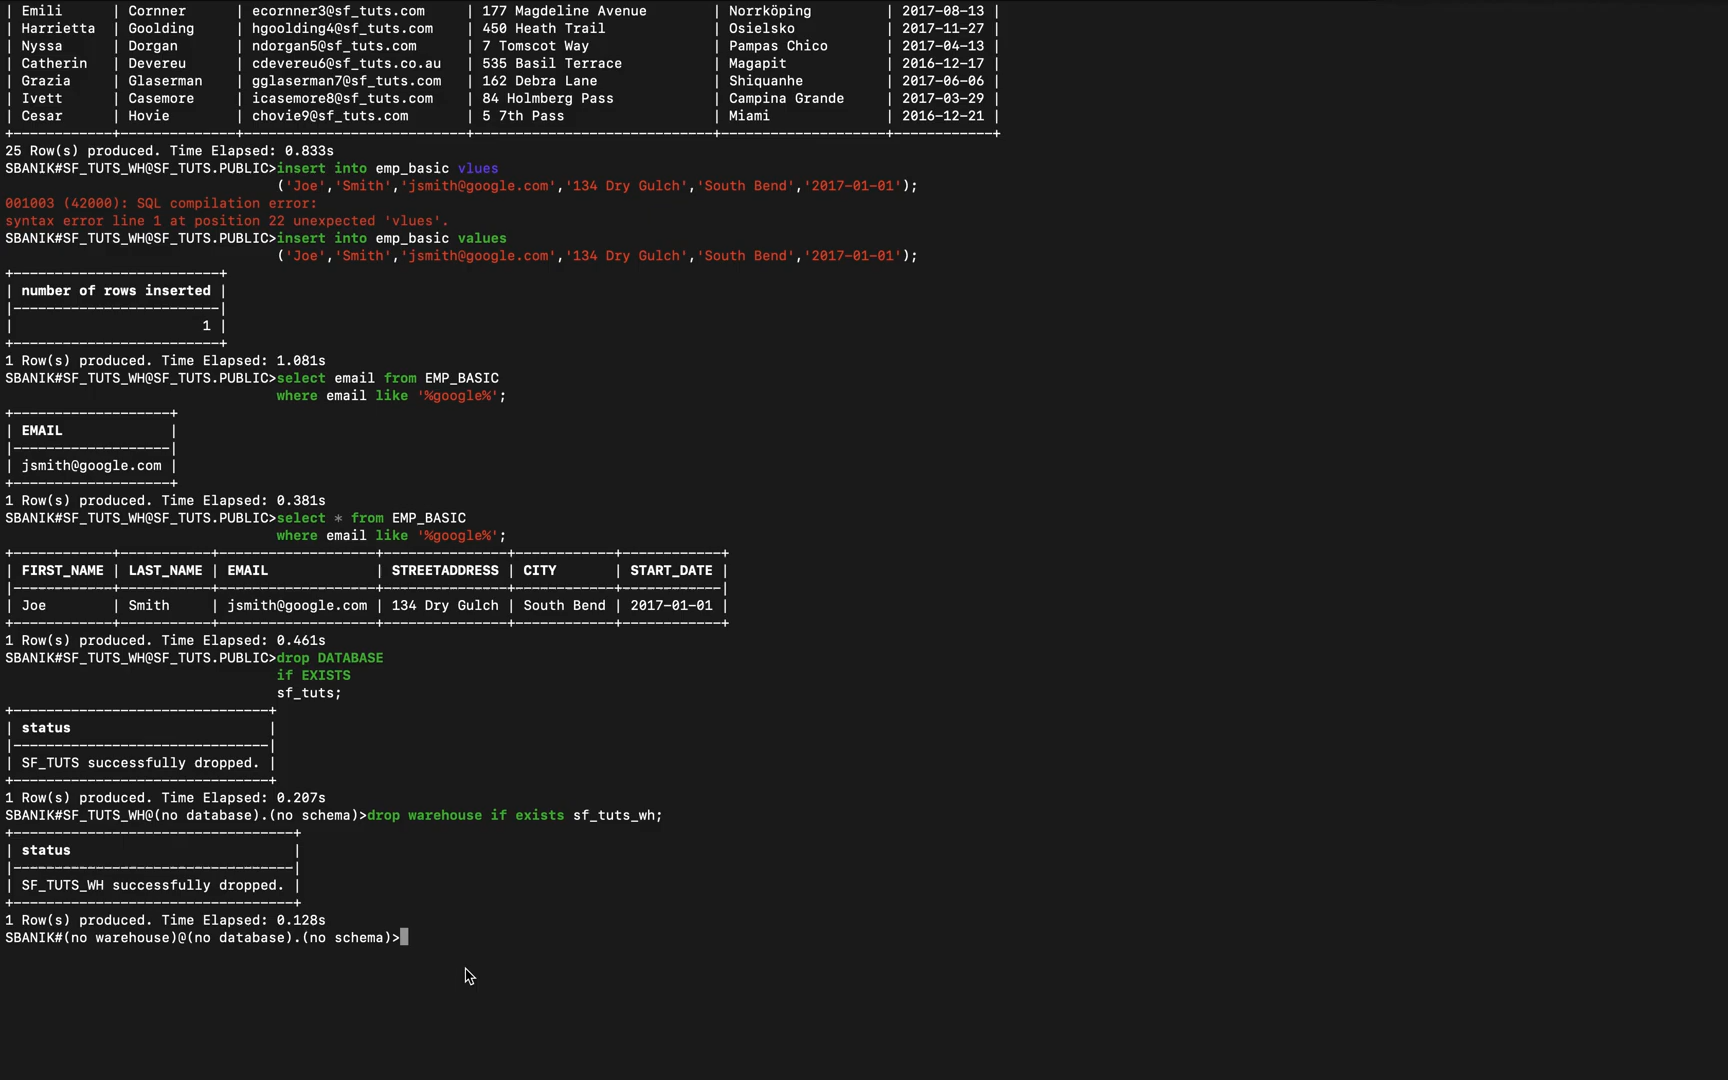 | Emili      | Cornner      | ecornner3@sf_tuts.com     | 177 Magdeline Avenue        | Norrköping         | 2017-08-13 |
| Harrietta  | Goolding     | hgoolding4@sf_tuts.com    | 450 Heath Trail             | Osielsko           | 2017-11-27 |
| Nyssa      | Dorgan       | ndorgan5@sf_tuts.com      | 7 Tomscot Way               | Pampas Chico       | 2017-04-13 |
| Catherin   | Devereu      | cdevereu6@sf_tuts.co.au   | 535 Basil Terrace           | Magapit            | 2016-12-17 |
| Grazia     | Glaserman    | gglaserman7@sf_tuts.com   | 162 Debra Lane              | Shiquanhe          | 2017-06-06 |
| Ivett      | Casemore     | icasemore8@sf_tuts.com    | 84 Holmberg Pass            | Campina Grande     | 2017-03-29 |
| Cesar      | Hovie        | chovie9@sf_tuts.com       | 5 7th Pass                  | Miami              | 2016-12-21 |
+------------+--------------+---------------------------+-----------------------------+--------------------+------------+
25 Row(s) produced. Time Elapsed: 0.833s
SBANIK#SF_TUTS_WH@SF_TUTS.PUBLIC>insert into emp_basic vlues
('Joe','Smith','jsmith@google.com','134 Dry Gulch','South Bend','2017-01-01');
001003 (42000): SQL compilation error:
syntax error line 1 at position 22 unexpected 'vlues'.
SBANIK#SF_TUTS_WH@SF_TUTS.PUBLIC>insert into emp_basic values
('Joe','Smith','jsmith@google.com','134 Dry Gulch','South Bend','2017-01-01');
+-------------------------+
| number of rows inserted |
|-------------------------|
|                       1 |
+-------------------------+
1 Row(s) produced. Time Elapsed: 1.081s
SBANIK#SF_TUTS_WH@SF_TUTS.PUBLIC>select email from EMP_BASIC
where email like '%google%';
+-------------------+
| EMAIL             |
|-------------------|
| jsmith@google.com |
+-------------------+
1 Row(s) produced. Time Elapsed: 0.381s
SBANIK#SF_TUTS_WH@SF_TUTS.PUBLIC>select * from EMP_BASIC
where email like '%google%';
+------------+-----------+-------------------+---------------+------------+------------+
| FIRST_NAME | LAST_NAME | EMAIL             | STREETADDRESS | CITY       | START_DATE |
|------------+-----------+-------------------+---------------+------------+------------|
| Joe        | Smith     | jsmith@google.com | 134 Dry Gulch | South Bend | 2017-01-01 |
+------------+-----------+-------------------+---------------+------------+------------+
1 Row(s) produced. Time Elapsed: 0.461s
SBANIK#SF_TUTS_WH@SF_TUTS.PUBLIC>drop DATABASE
if EXISTS
sf_tuts;
+-------------------------------+
| status                        |
|-------------------------------|
| SF_TUTS successfully dropped. |
+-------------------------------+
1 Row(s) produced. Time Elapsed: 0.207s
SBANIK#SF_TUTS_WH@(no database).(no schema)>drop warehouse if exists sf_tuts_wh;
+----------------------------------+
| status                           |
|----------------------------------|
| SF_TUTS_WH successfully dropped. |
+----------------------------------+
1 Row(s) produced. Time Elapsed: 0.128s
SBANIK#(no warehouse)@(no database).(no schema)>